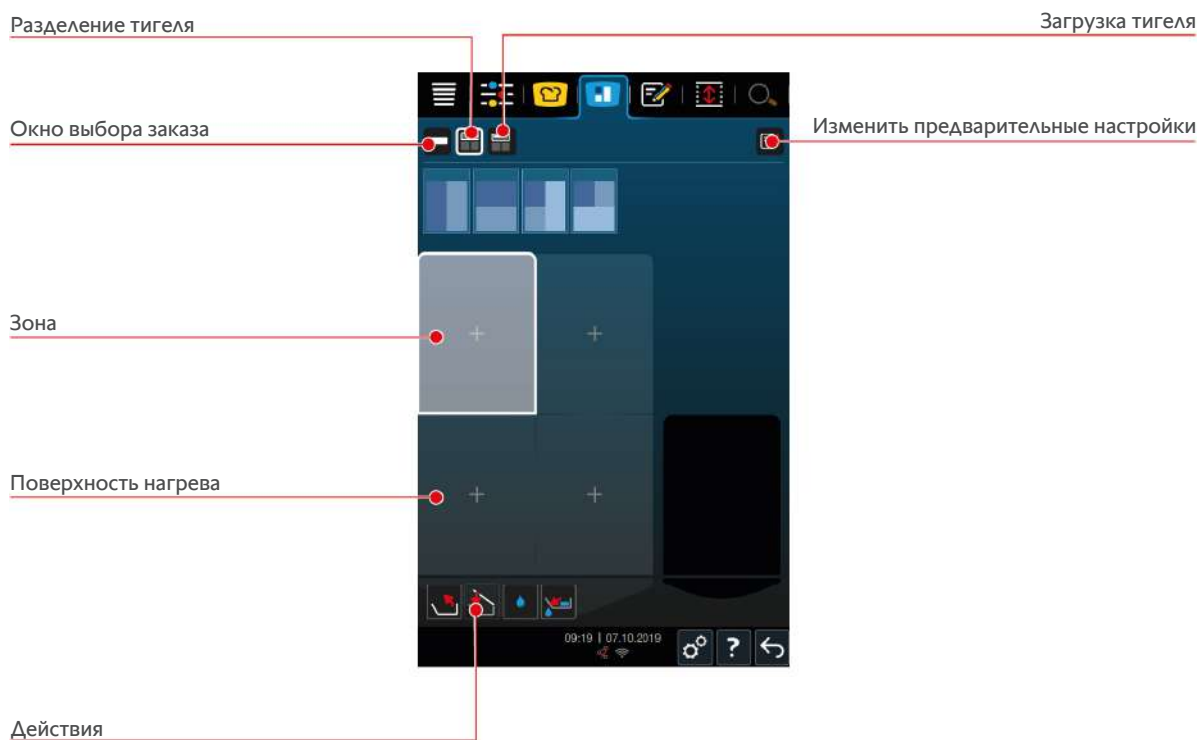 Разделение тигеля
Загрузка тигеля
Окно выбора заказа
Изменить предварительные настройки
Зона
Поверхность нагрева
09:19 | 07.10.2019
?
Действия